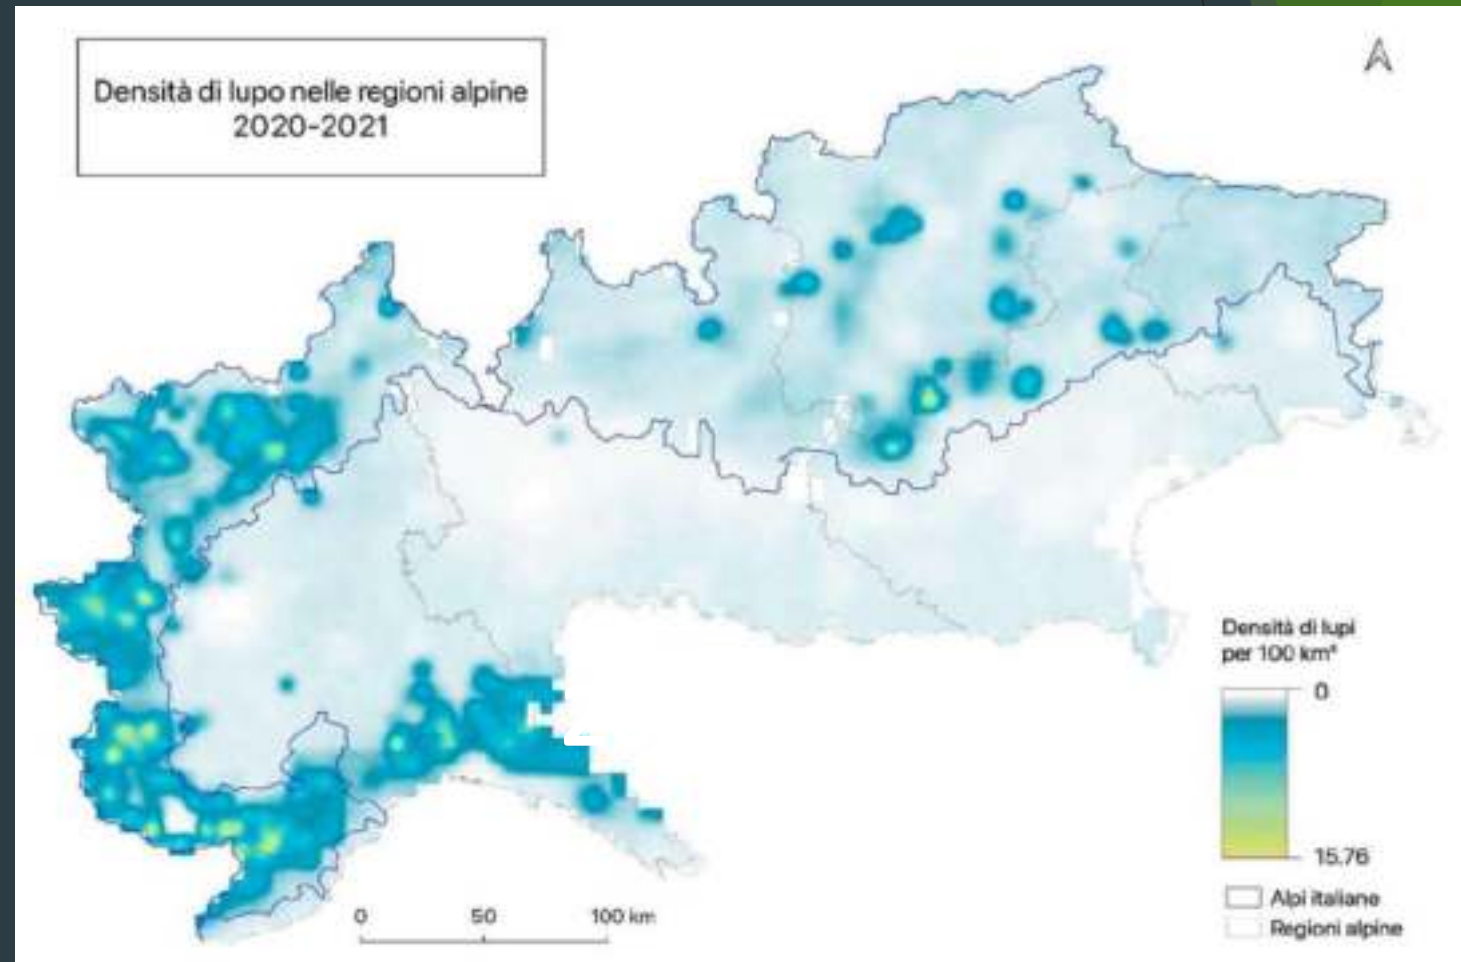 Densità di lupo nelle regioni alpine
2020-2021
Densità di lupi
per 100 km²
0
15.76
Alpi italiane
Regioni alpine
0 50 100 km